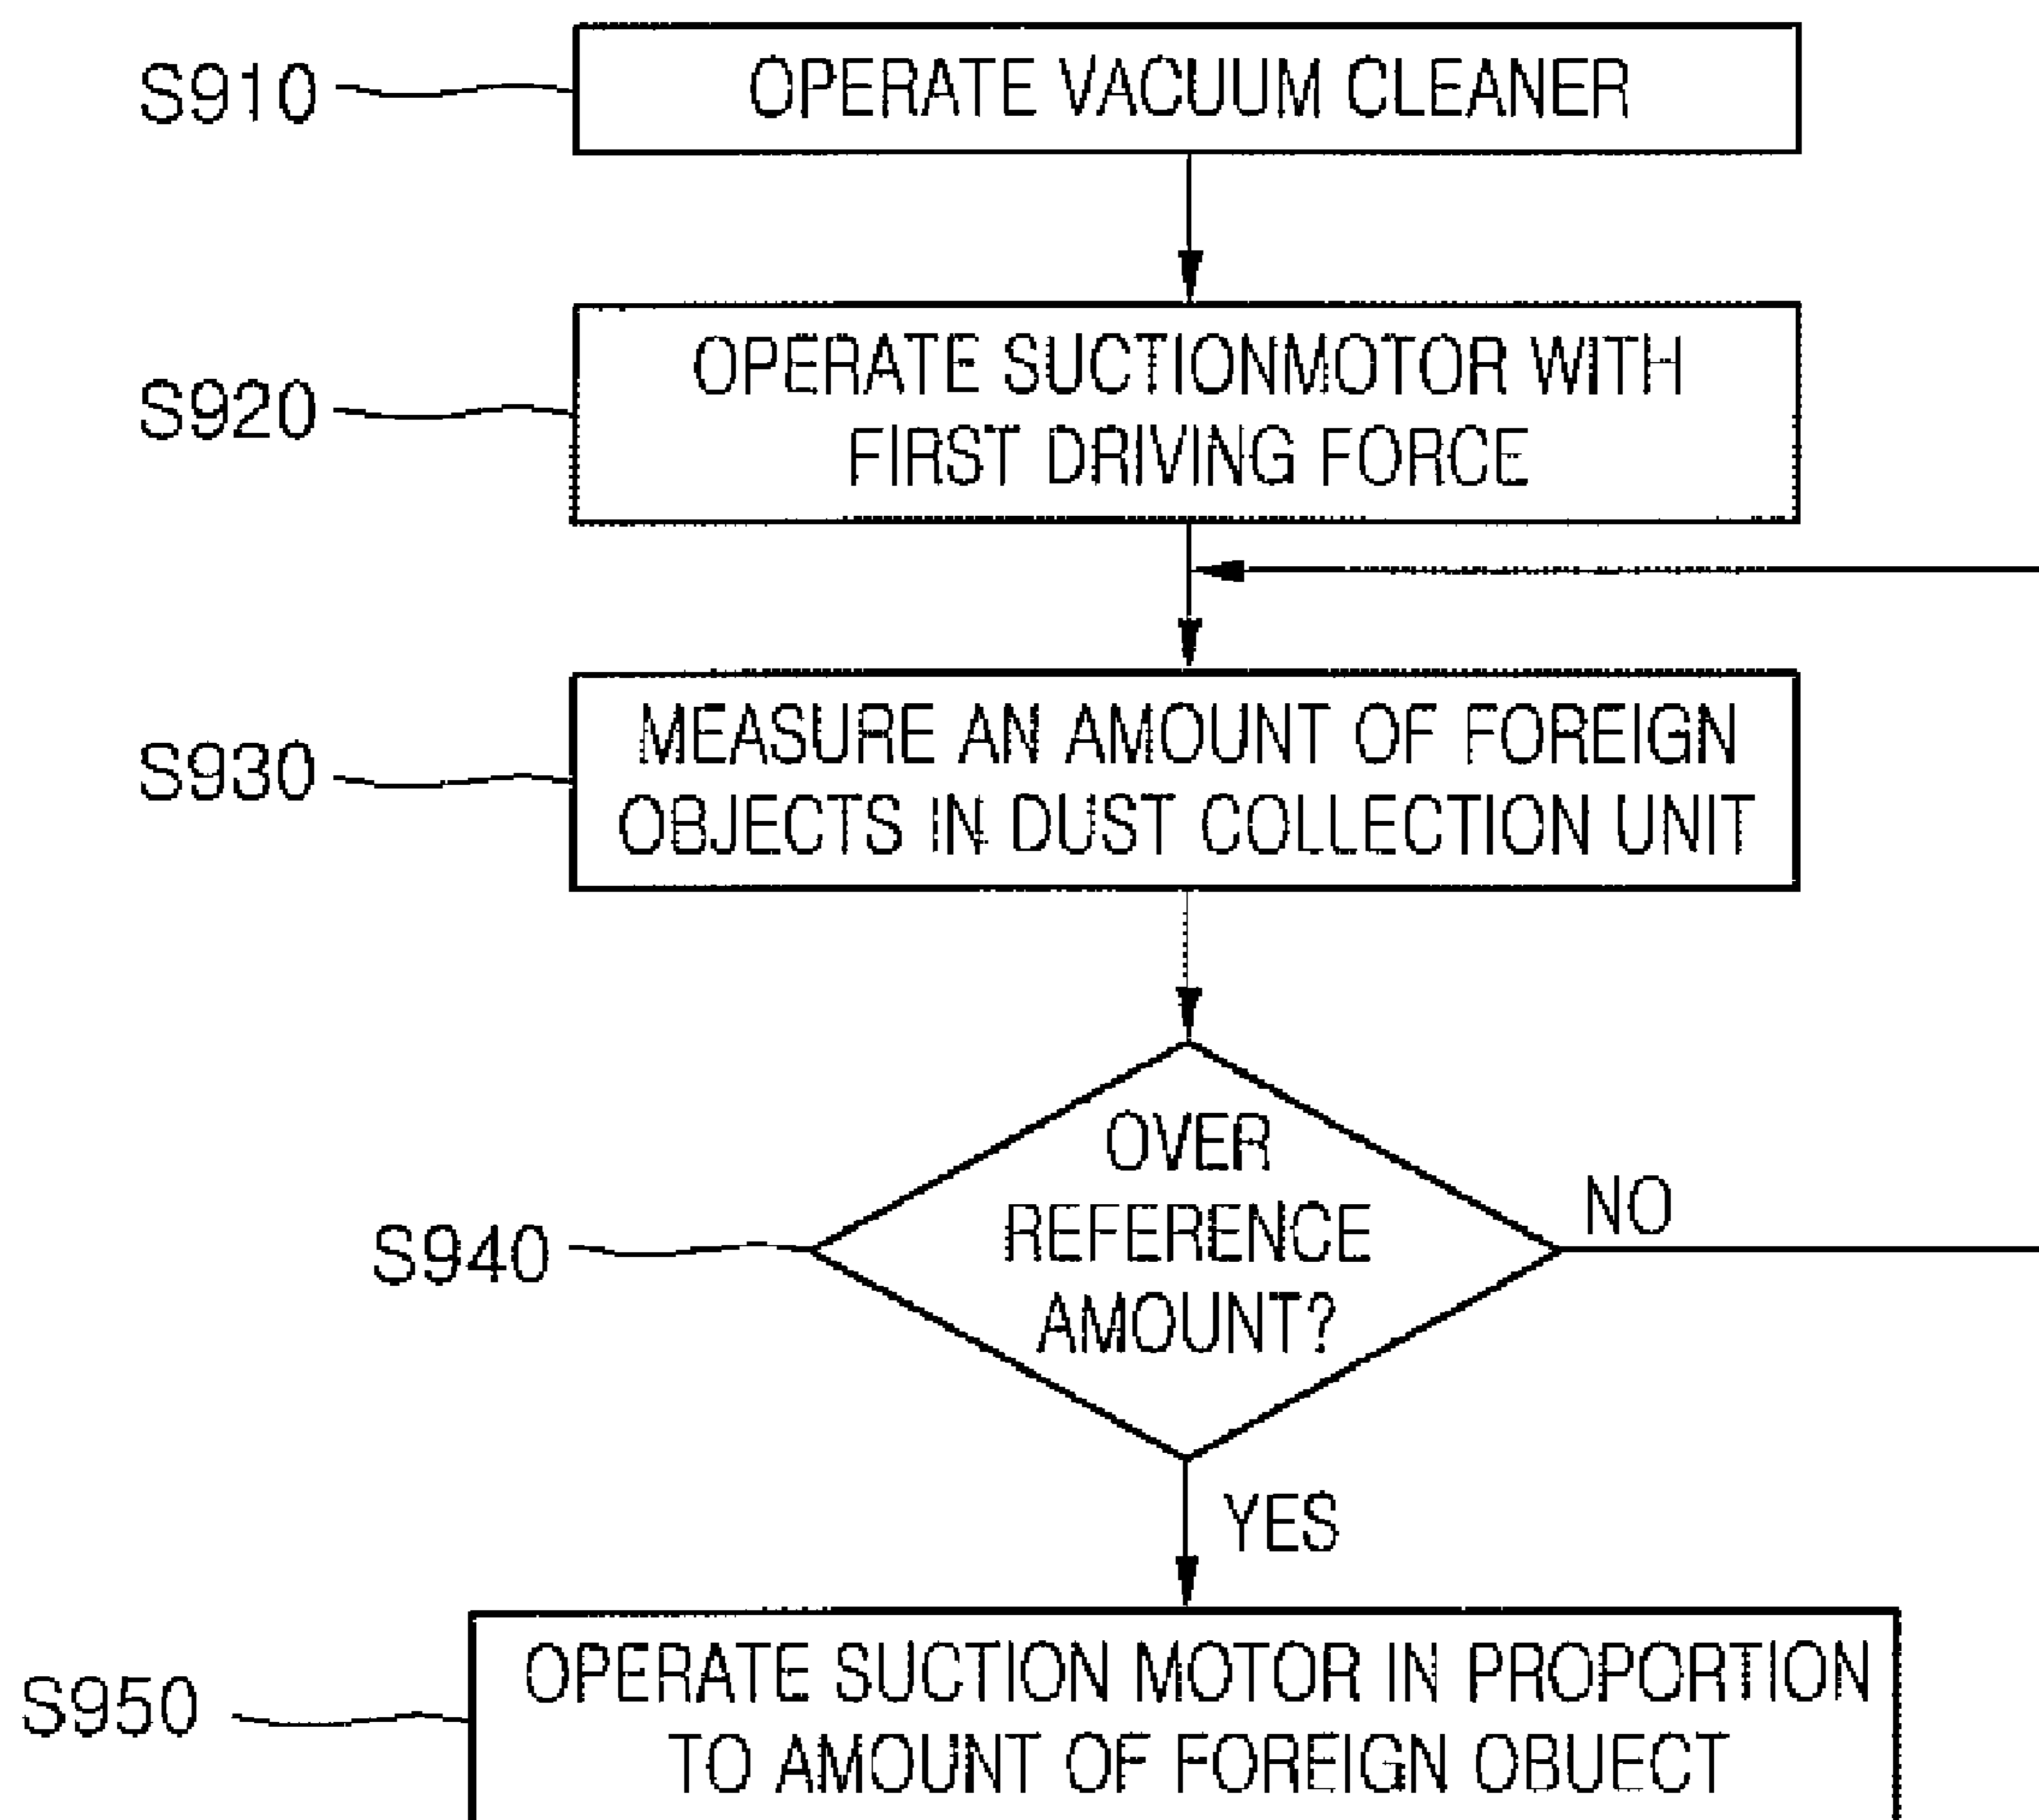 S910
OPERATE VACUUM CLEANER
S920
OPERATE SUCTIONMOTOR WITH
FIRST DRIVING FORCE
S930
MEASURE AN AMOUNT OF FOREIGN
OBJECTS IN DUST COLLECTION UNIT
S940
OVER
REFERENCE
AMOUNT?
NO
YES
S950
OPERATE SUCTION MOTOR IN PROPORTION
TO AMOUNT OF FOREIGN OBUECT